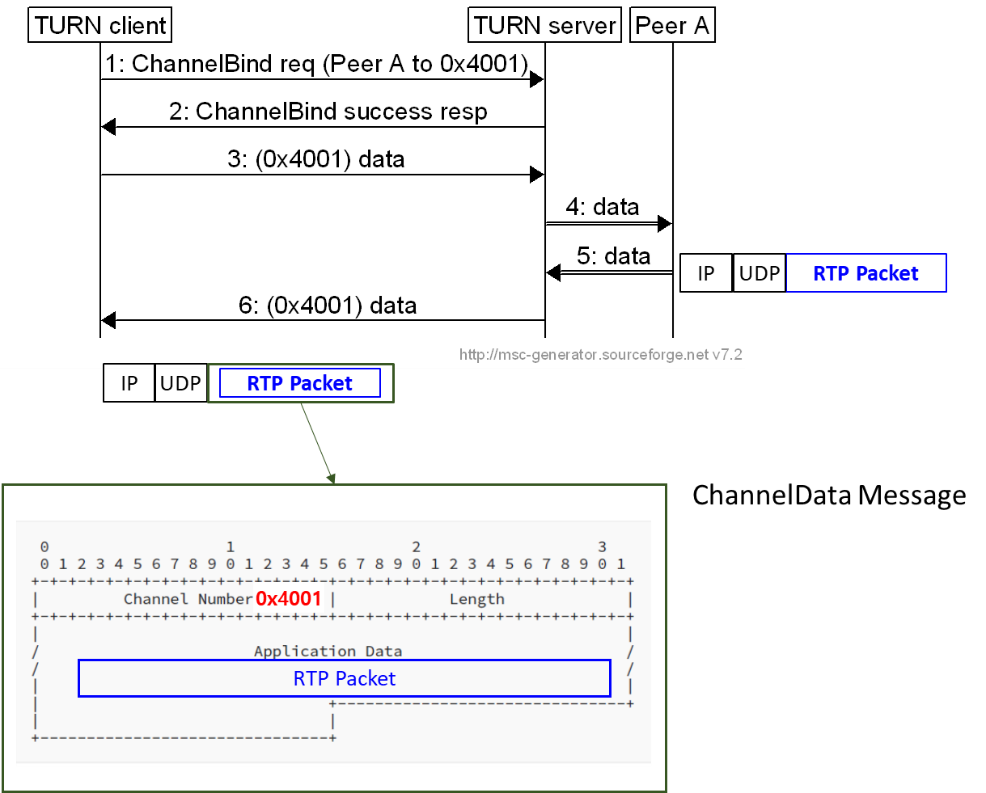 TURN client TURN server Peer A
1: ChannelBind req (Peer A to 0x4001)
2: ChannelBind success resp
3: (0x4001) data
4: data
5: data
IP UDP RTP Packet
6: (0x4001) data
http://msc-generator.sourceforge.net v7.2
IP UDP RTP Packet
ChannelData Message
0 1 2 3
0 1 2 3 4 5 6 7 8 9 0 1 2 3 4 5 6 7 8 9 0 1 2 3 4 5 6 7 8 9 0 1
+-+-+-+-+-+-+-+-+-+-+-+-+-+-+-+-+-+-+-+-+-+-+-+-+-+-+-+-+-+-+-+-+
| Channel Number 0x4001 | Length |
+-+-+-+-+-+-+-+-+-+-+-+-+-+-+-+-+-+-+-+-+-+-+-+-+-+-+-+-+-+-+-+-+
| |
/ Application Data /
/ RTP Packet /
| |
| +-------------------------------+
| |
+-------------------------------+